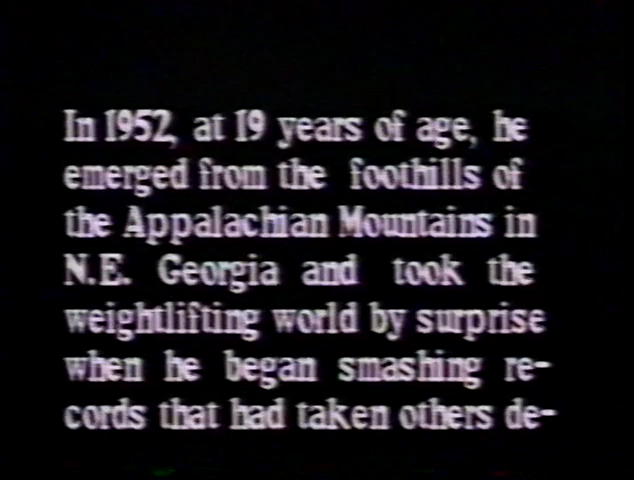 In 1952, at 19 years of age, he
emerged from the foothills of
the Appalachian Mountains in
N.E. Georgia and took the
weightlifting world by surprise
when he began smashing re-
cords that had taken others de-